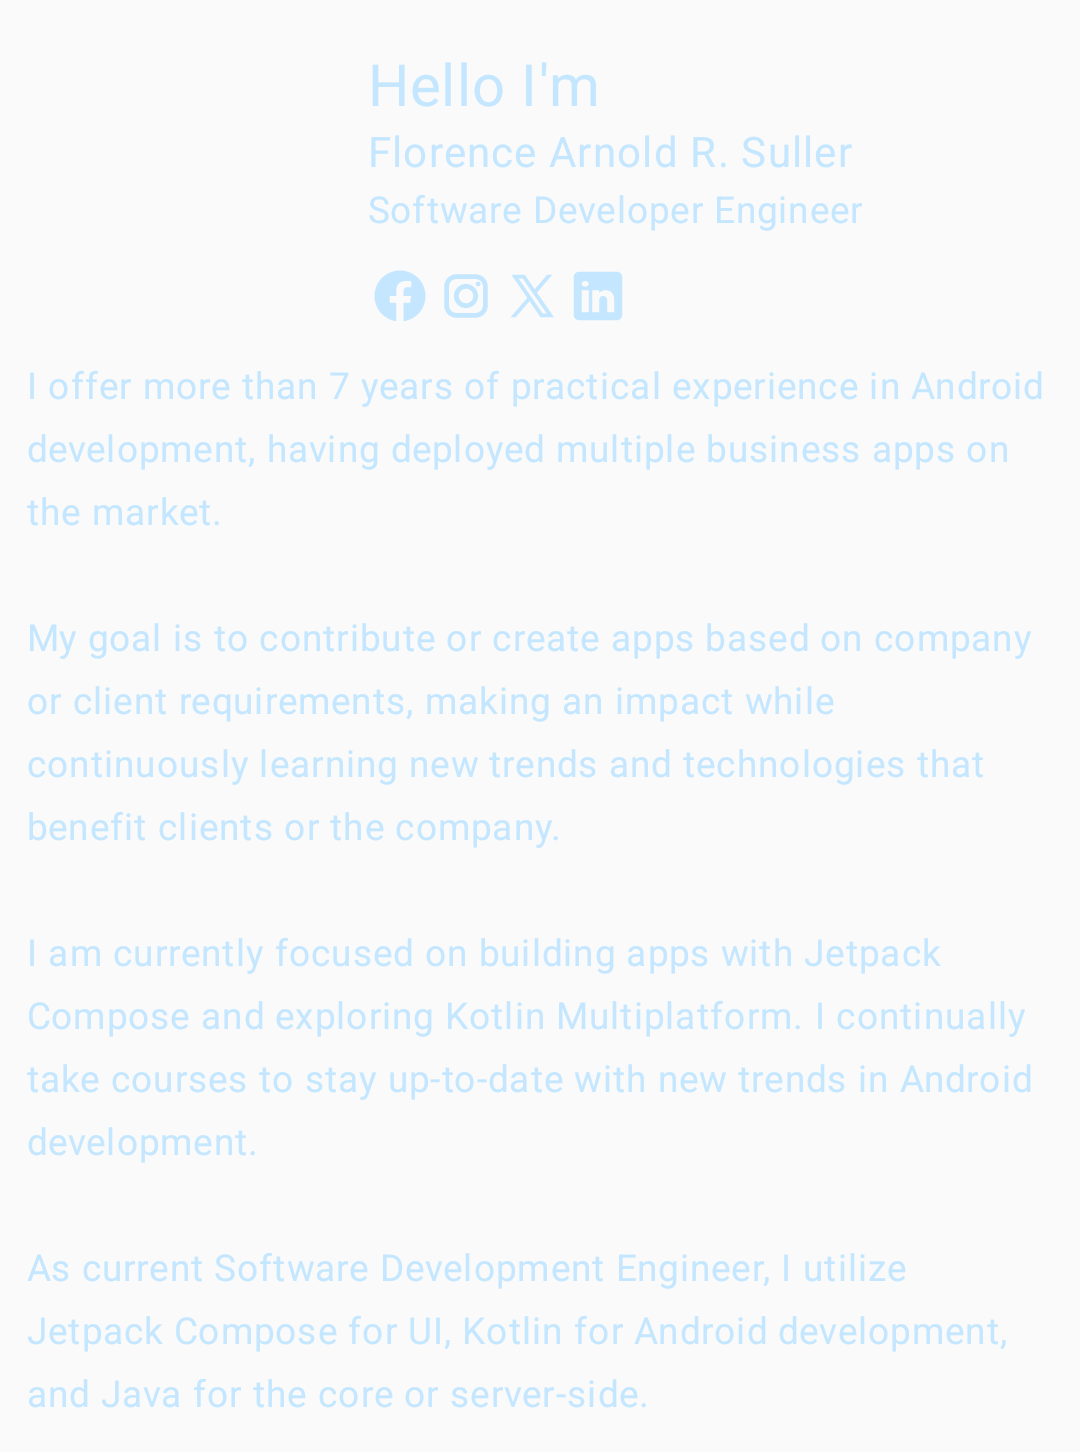 Hello I'm
Florence Arnold R. Suller
Software Developer Engineer
I offer more than 7 years of practical experience in Android
development, having deployed multiple business apps on
the market.
My goal is to contribute or create apps based on company
or client requirements, making an impact while
continuously learning new trends and technologies that
benefit clients or the company.
I am currently focused on building apps with Jetpack
Compose and exploring Kotlin Multiplatform. I continually
take courses to stay up-to-date with new trends in Android
development.
As current Software Development Engineer, I utilize
Jetpack Compose for UI, Kotlin for Android development,
and Java for the core or server-side.